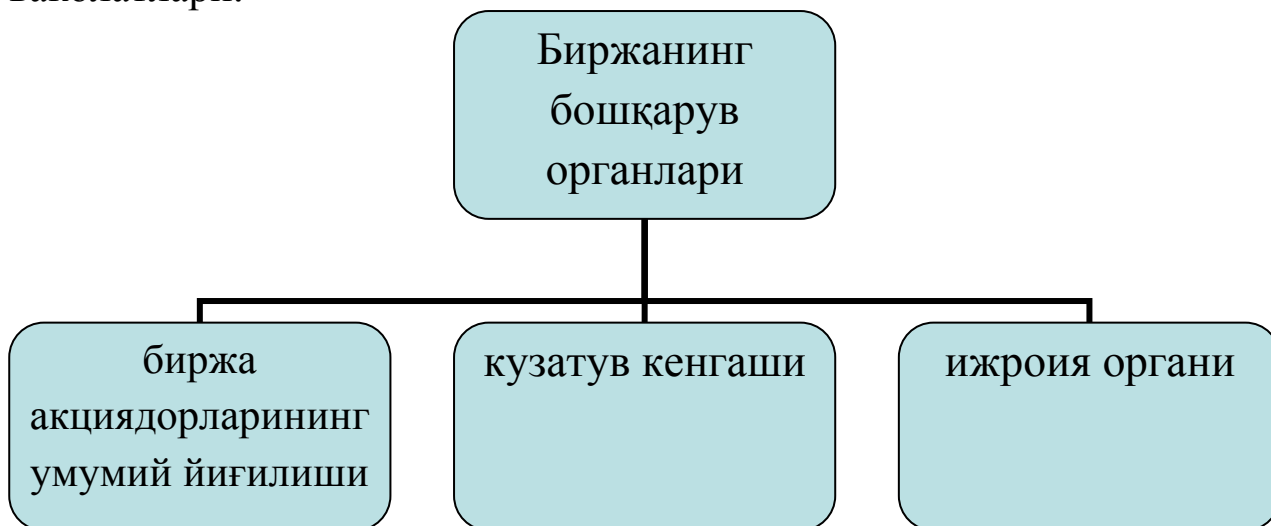 Биржанинг
бошқарув
органлари
биржа
акциядорларининг
умумий йиғилиши
кузатув кенгаши
ижроия органи